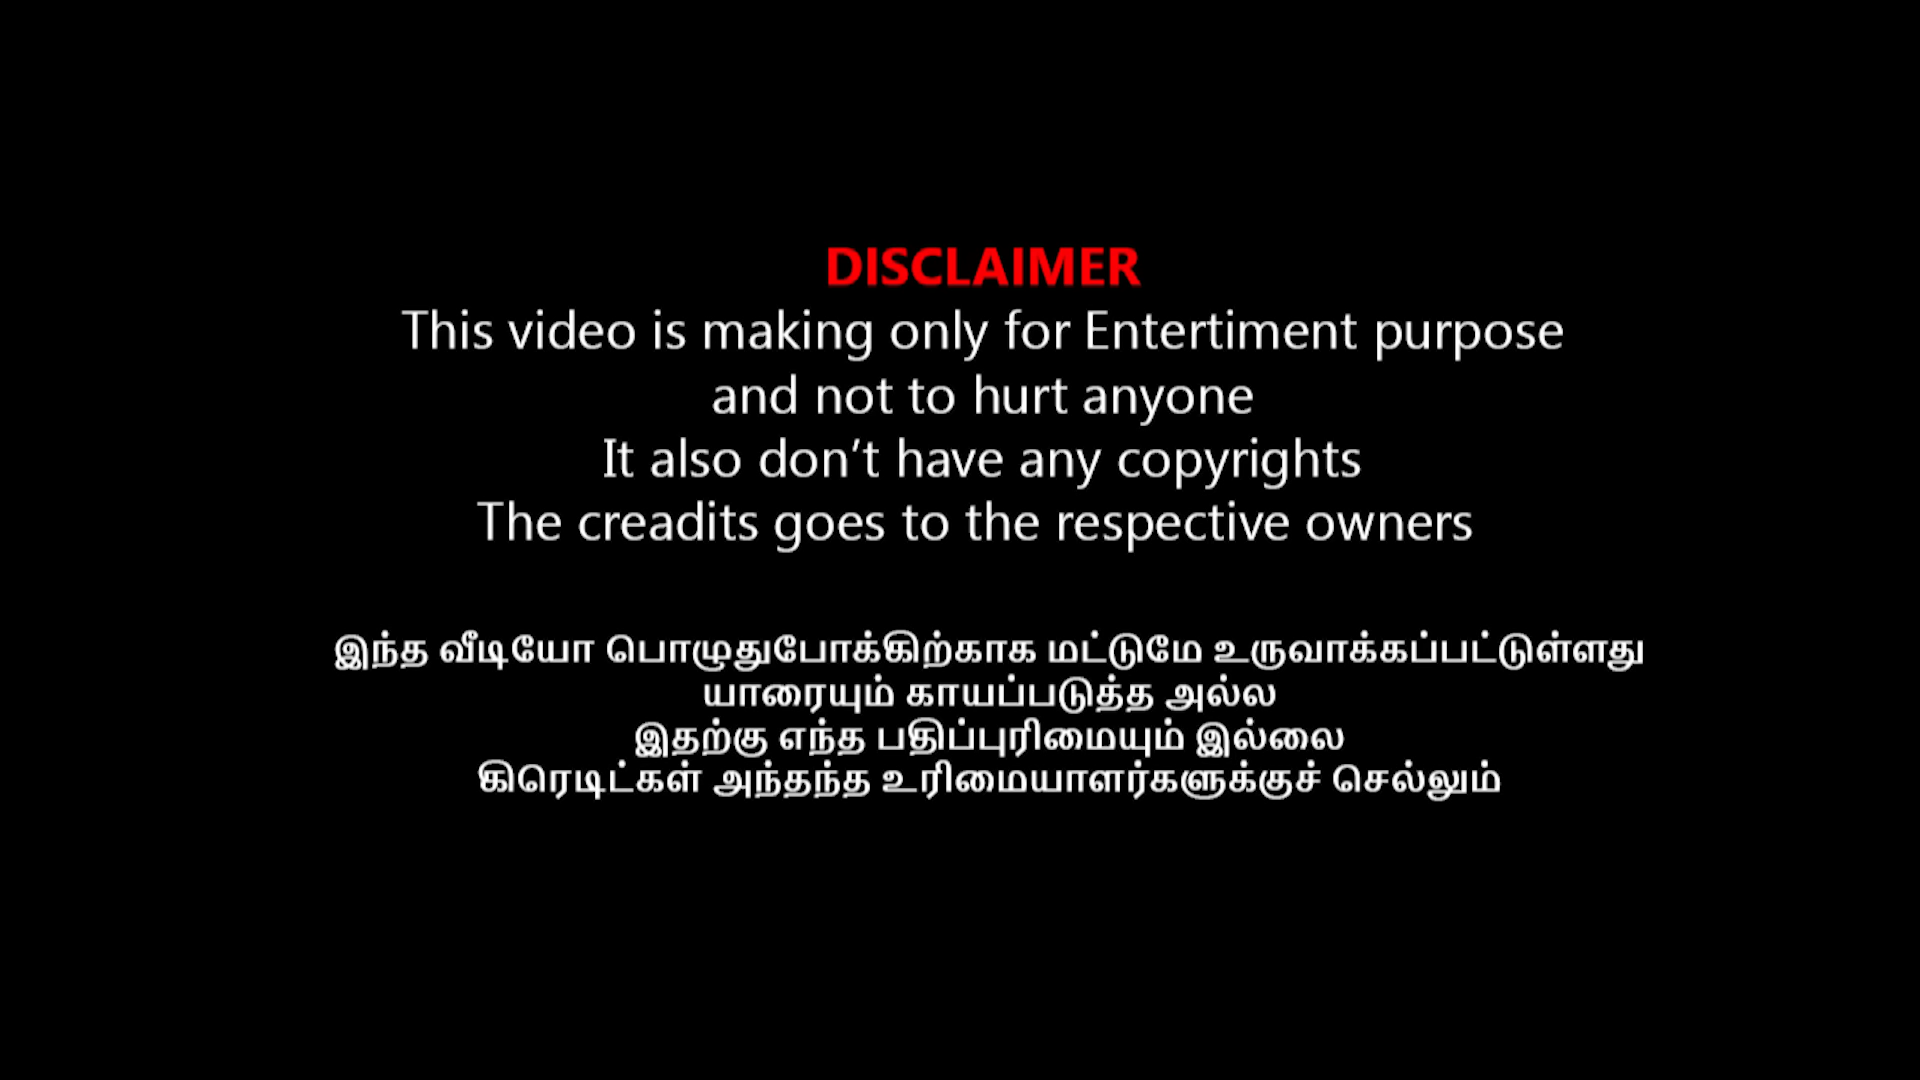 DISCLAIMER
This video is making only for Entertiment purpose
and not to hurt anyone
It also don’t have any copyrights
The creadits goes to the respective owners
இந்த வீடியோ பொழுதுபோக்கிற்காக மட்டுமே உருவாக்கப்பட்டுள்ளது
யாரையும் காயப்படுத்த அல்ல
இதற்கு எந்த பதிப்புரிமையும் இல்லை
கிரெடிட்கள் அந்தந்த உரிமையாளர்களுக்குச் செல்லும்